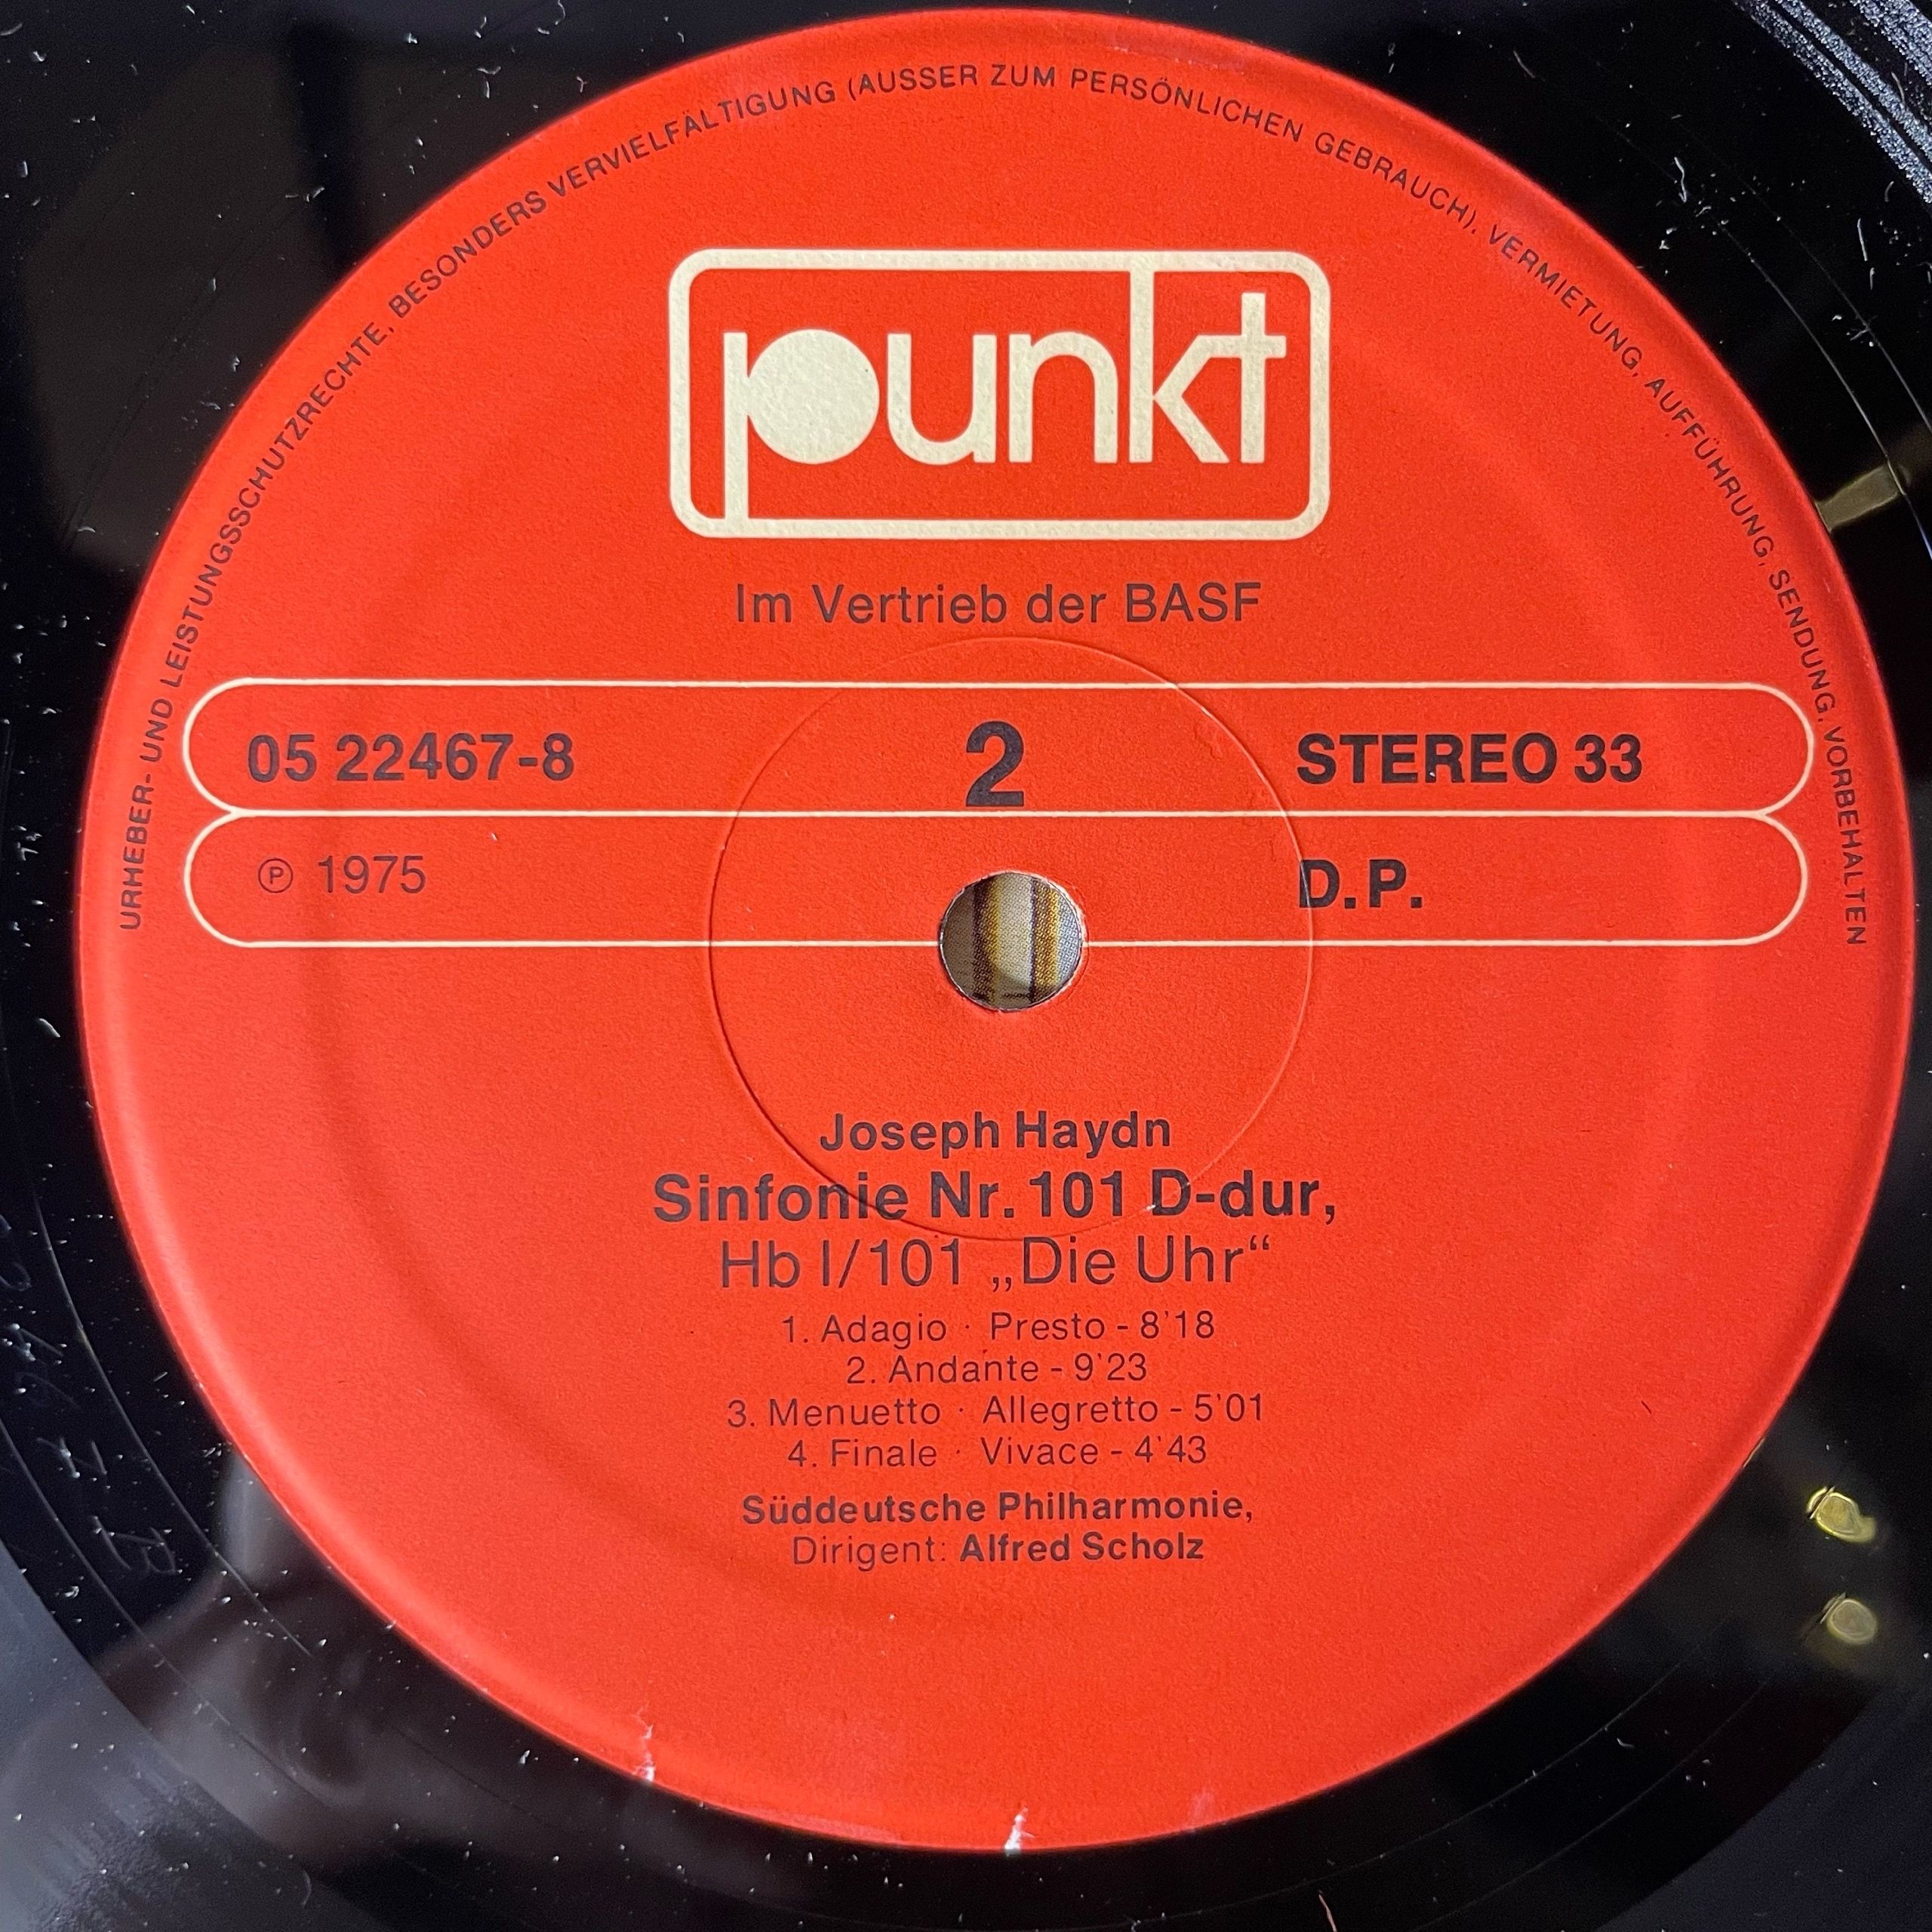 URHEBER- UND LEISTUNGSSCHUTZRECHTE, BESONDERS VERVIELFÄLTIGUNG (AUSSER ZUM PERSÖNLICHEN GEBRAUCH), VERMIETUNG, AUFFÜHRUNG, SENDUNG, VORBEHALTEN
punkt
Im Vertrieb der BASF
05 22467-8 2 STEREO 33
℗ 1975 D.P.
Joseph Haydn
Sinfonie Nr. 101 D-dur,
Hb I/101 „Die Uhr“
1. Adagio · Presto - 8'18
2. Andante - 9'23
3. Menuetto · Allegretto - 5'01
4. Finale · Vivace - 4'43
Süddeutsche Philharmonie,
Dirigent: Alfred Scholz